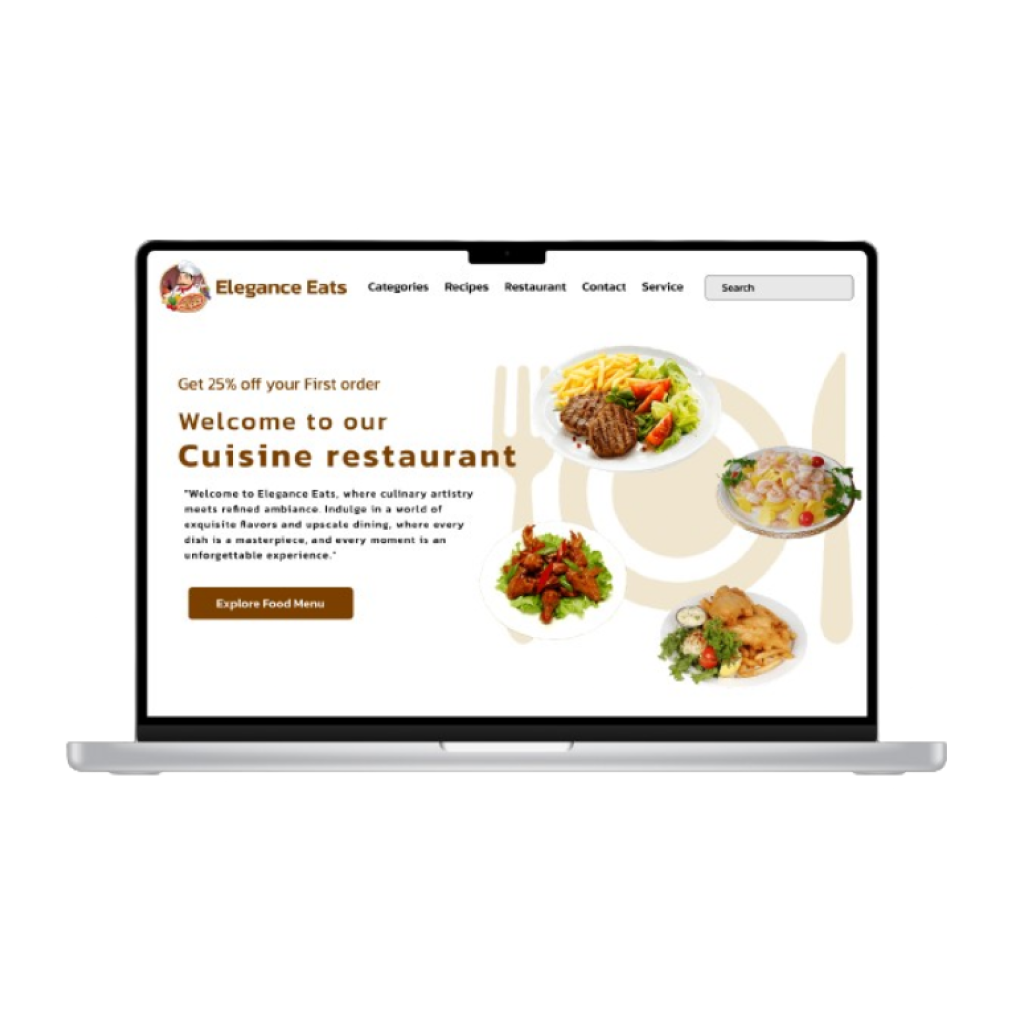 Elegance Eats
Categories Recipes Restaurant Contact Service
Search
Get 25% off your First order
Welcome to our
Cuisine restaurant
"Welcome to Elegance Eats, where culinary artistry
meets refined ambiance. Indulge in a world of
exquisite flavors and upscale dining, where every
dish is a masterpiece, and every moment is an
unforgettable experience."
Explore Food Menu